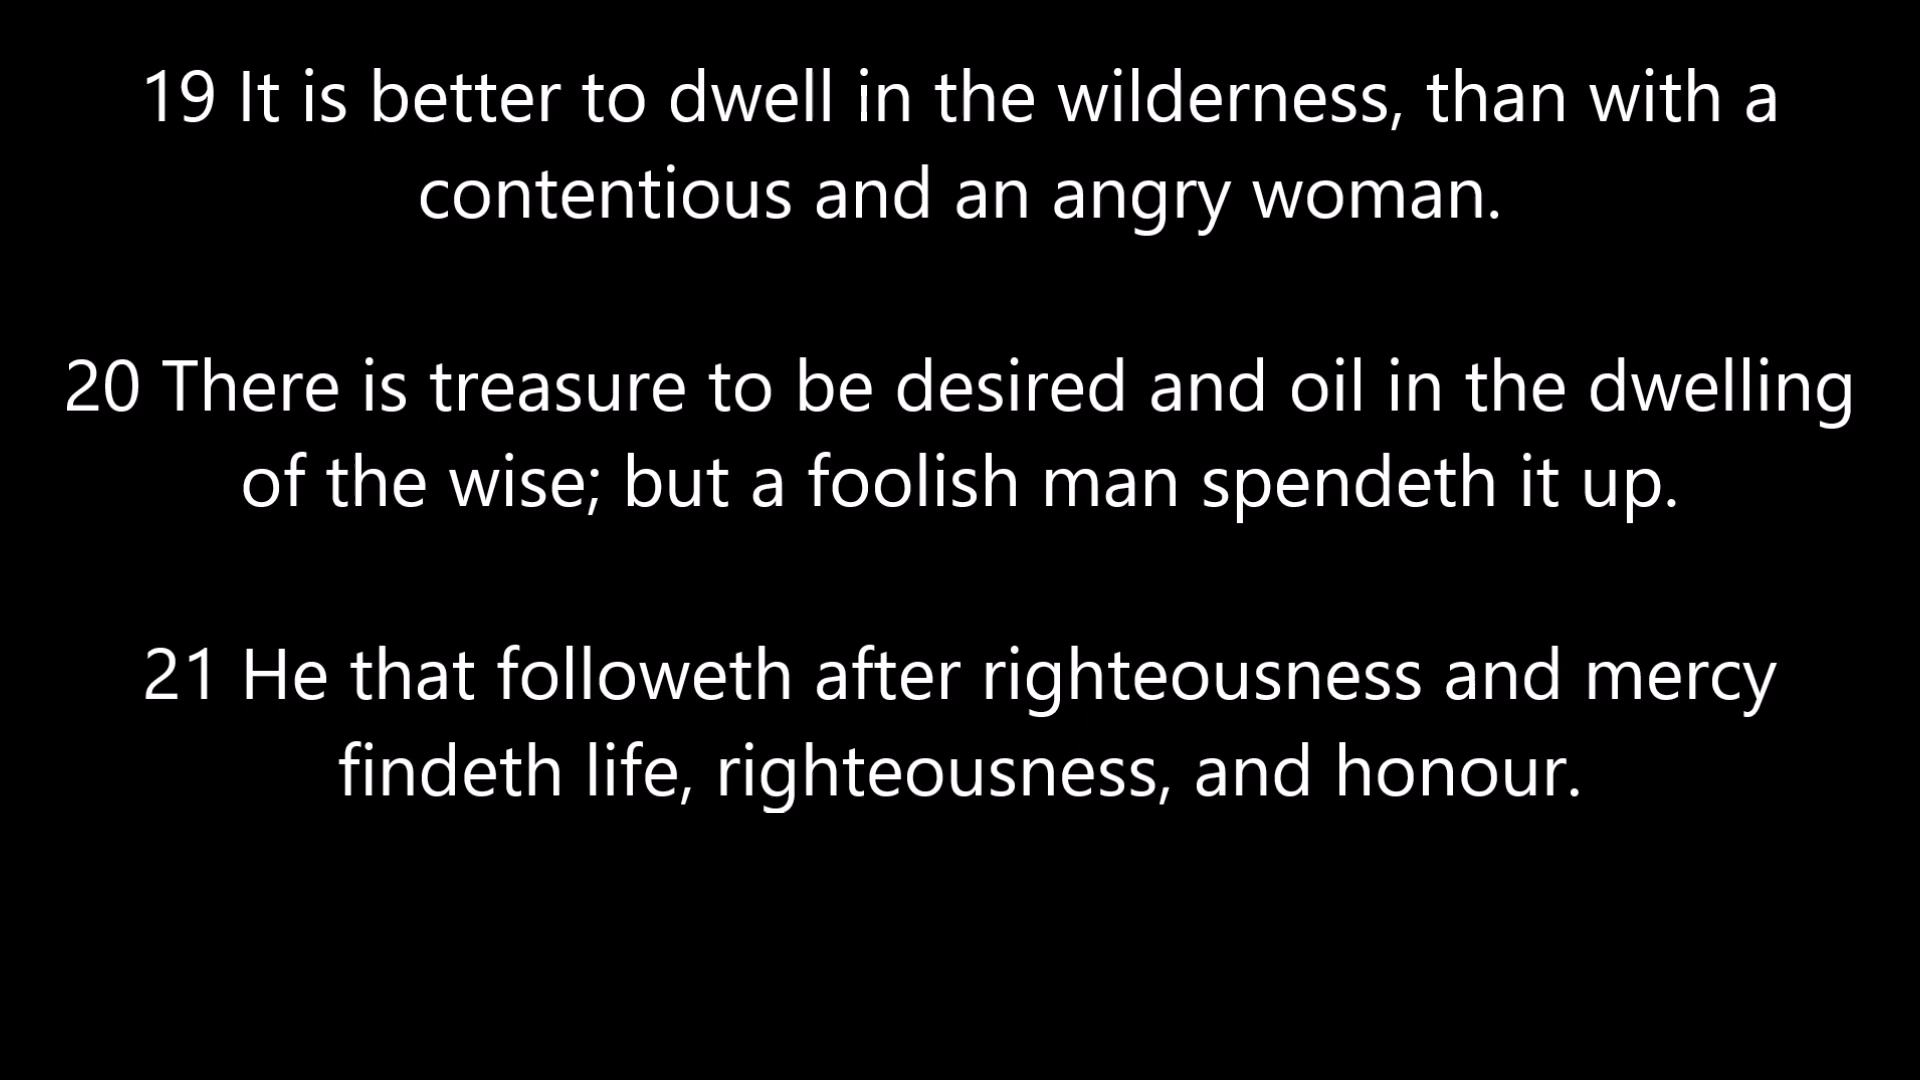 19 It is better to dwell in the wilderness, than with a
contentious and an angry woman.
20 There is treasure to be desired and oil in the dwelling
of the wise; but a foolish man spendeth it up.
21 He that followeth after righteousness and mercy
findeth life, righteousness, and honour.